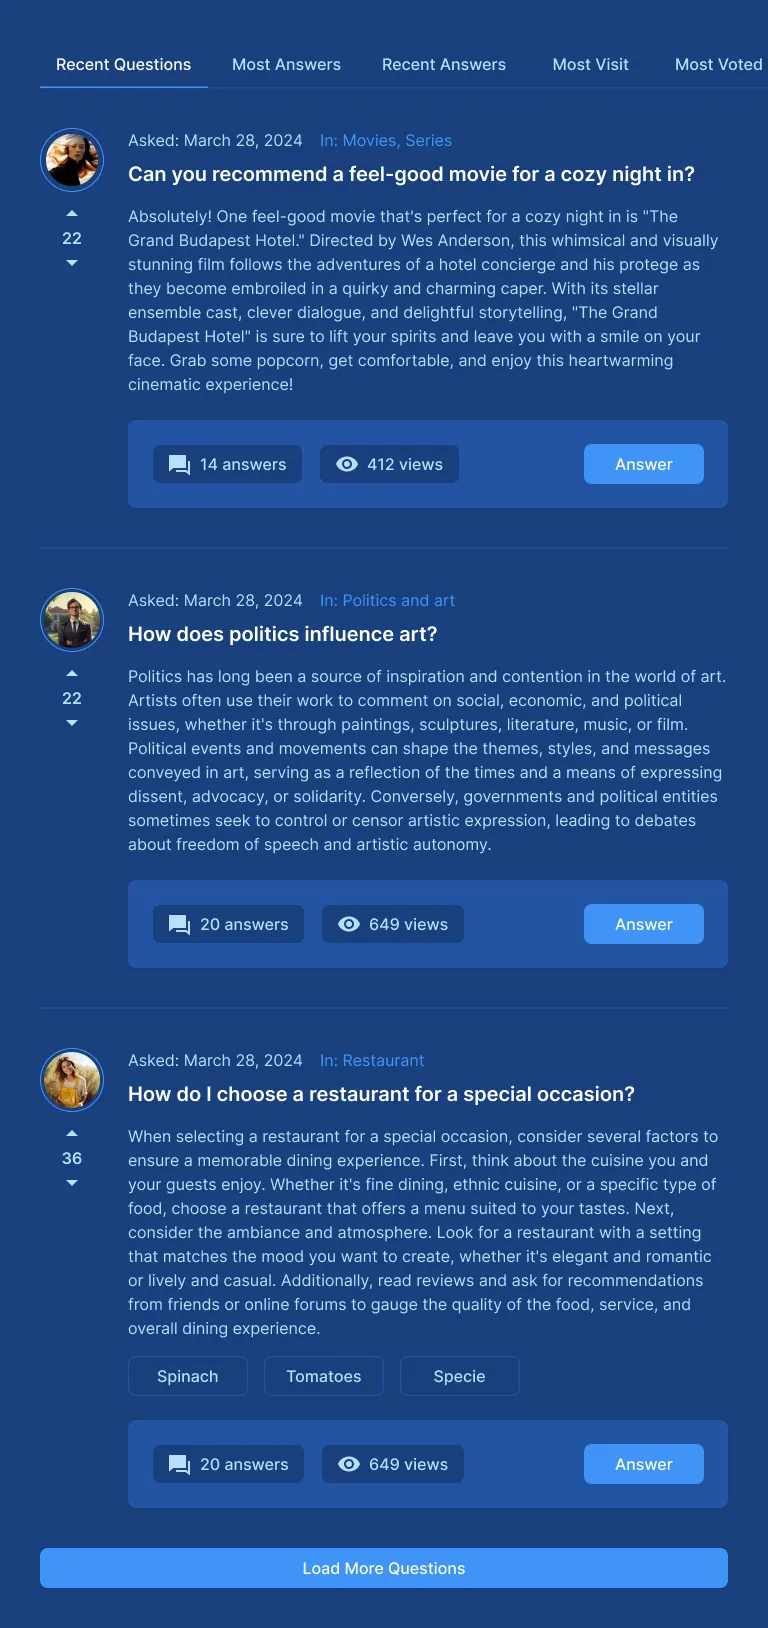 Recent Questions Most Answers Recent Answers Most Visit Most Voted
Asked: March 28, 2024 In: Movies, Series
Can you recommend a feel-good movie for a cozy night in?
Absolutely! One feel-good movie that's perfect for a cozy night in is "The
Grand Budapest Hotel." Directed by Wes Anderson, this whimsical and visually
stunning film follows the adventures of a hotel concierge and his protege as
they become embroiled in a quirky and charming caper. With its stellar
ensemble cast, clever dialogue, and delightful storytelling, "The Grand
Budapest Hotel" is sure to lift your spirits and leave you with a smile on your
face. Grab some popcorn, get comfortable, and enjoy this heartwarming
cinematic experience!
22
14 answers 412 views Answer
Asked: March 28, 2024 In: Politics and art
How does politics influence art?
Politics has long been a source of inspiration and contention in the world of art.
Artists often use their work to comment on social, economic, and political
issues, whether it's through paintings, sculptures, literature, music, or film.
Political events and movements can shape the themes, styles, and messages
conveyed in art, serving as a reflection of the times and a means of expressing
dissent, advocacy, or solidarity. Conversely, governments and political entities
sometimes seek to control or censor artistic expression, leading to debates
about freedom of speech and artistic autonomy.
22
20 answers 649 views Answer
Asked: March 28, 2024 In: Restaurant
How do I choose a restaurant for a special occasion?
When selecting a restaurant for a special occasion, consider several factors to
ensure a memorable dining experience. First, think about the cuisine you and
your guests enjoy. Whether it's fine dining, ethnic cuisine, or a specific type of
food, choose a restaurant that offers a menu suited to your tastes. Next,
consider the ambiance and atmosphere. Look for a restaurant with a setting
that matches the mood you want to create, whether it's elegant and romantic
or lively and casual. Additionally, read reviews and ask for recommendations
from friends or online forums to gauge the quality of the food, service, and
overall dining experience.
36
Spinach Tomatoes Specie
20 answers 649 views Answer
Load More Questions